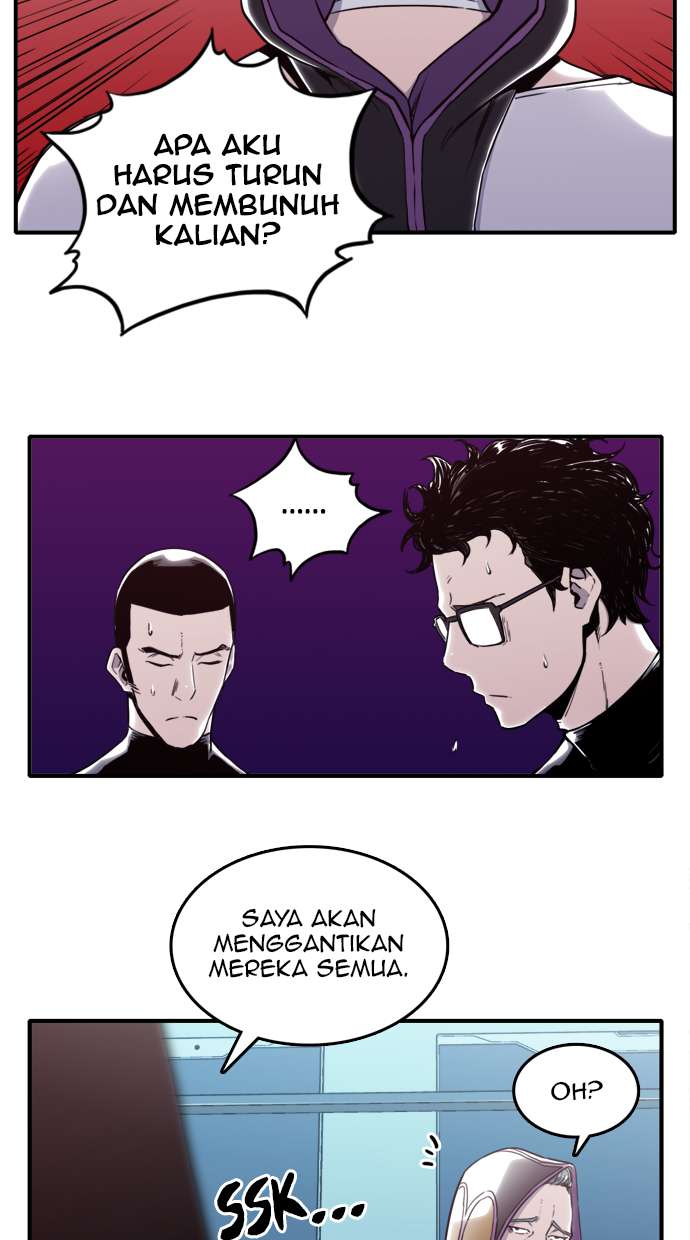 APA AKU
HARUS TURUN
DAN MEMBUNUH
KALIAN?
......
SAYA AKAN
MENGGANTIKAN
MEREKA SEMUA.
OH?
SSK...